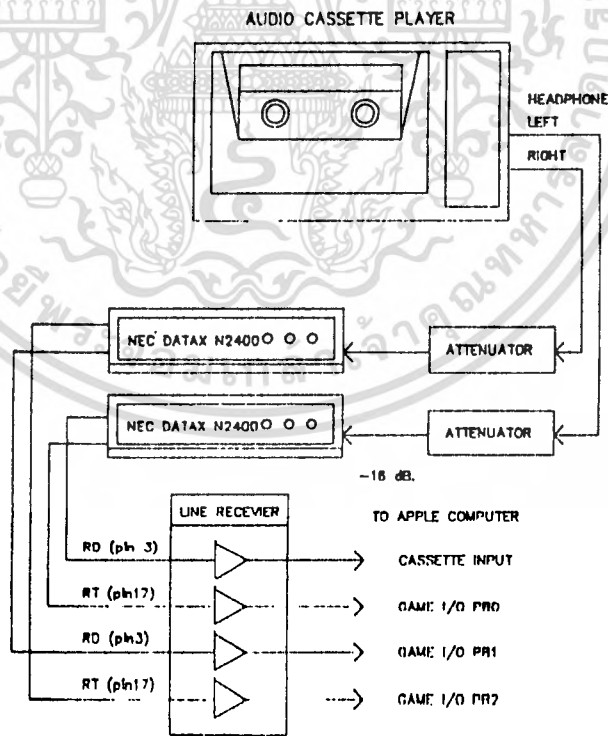 AUDIO CASSETTE PLAYER
HEADPHONE
LEFT
RIGHT
NEC DATAX N2400
ATTENUATOR
NEC DATAX N2400
ATTENUATOR
-16 dB.
LINE RECEVIER
TO APPLE COMPUTER
RD (pin 3)
CASSETTE INPUT
RT (pin17)
GAME I/O PB0
RD (pin3)
GAME I/O PB1
RT (pin17)
GAME I/O PB2